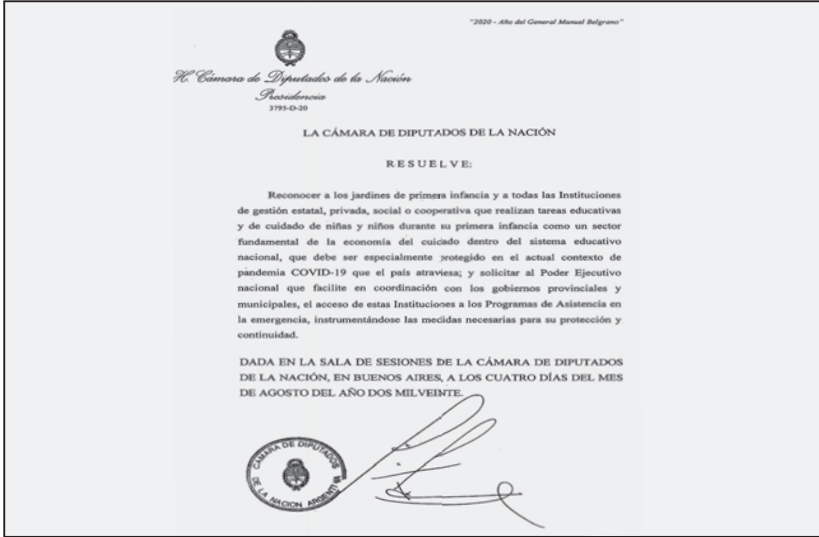 "2020 - Año del General Manuel Belgrano"
H. Cámara de Diputados de la Nación
Presidencia
3795-D-20
LA CÁMARA DE DIPUTADOS DE LA NACIÓN
RESUELVE:
Reconocer a los jardines de primera infancia y a todas las Instituciones
de gestión estatal, privada, social o cooperativa que realizan tareas educativas
y de cuidado de niñas y niños durante su primera infancia como un sector
fundamental de la economía del cuidado dentro del sistema educativo
nacional, que debe ser especialmente protegido en el actual contexto de
pandemia COVID-19 que el país atraviesa; y solicitar al Poder Ejecutivo
nacional que facilite en coordinación con los gobiernos provinciales y
municipales, el acceso de estas Instituciones a los Programas de Asistencia en
la emergencia, instrumentándose las medidas necesarias para su protección y
continuidad.
DADA EN LA SALA DE SESIONES DE LA CÁMARA DE DIPUTADOS
DE LA NACIÓN, EN BUENOS AIRES, A LOS CUATRO DÍAS DEL MES
DE AGOSTO DEL AÑO DOS MILVEINTE.
CAMARA DE DIPUTADOS
DE LA NACION ARGENTI